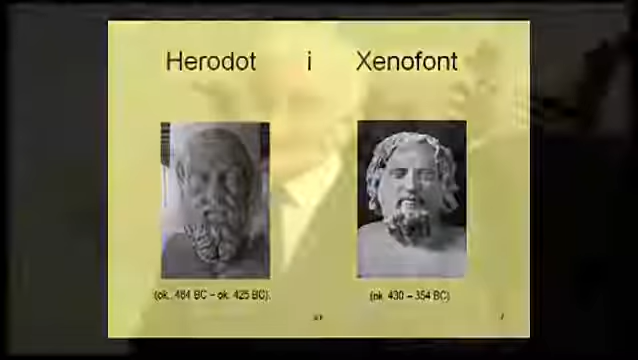 Herodot i Xenofont
(ok. 484 BC – ok. 425 BC).
(ok. 430 – 354 BC)